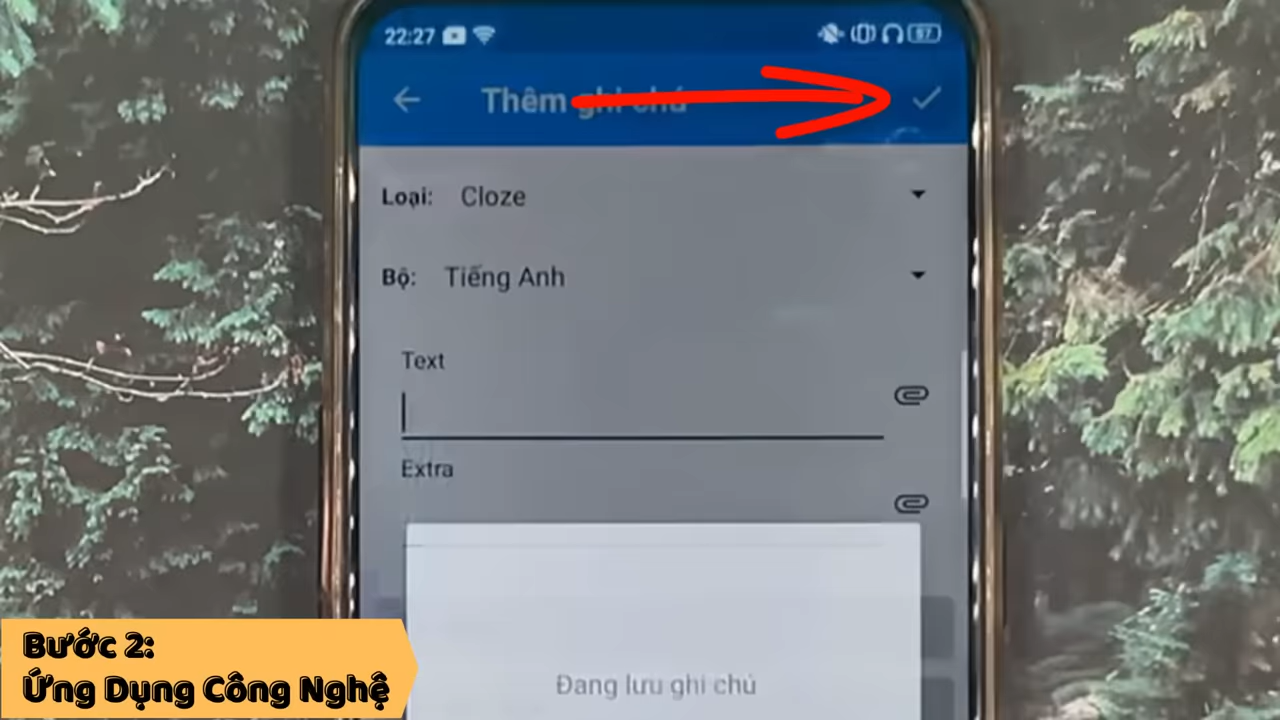 22:27
87
Thêm ghi chú
Loại: Cloze
Bộ: Tiếng Anh
Text
Extra
Đang lưu ghi chú
Bước 2:
Ứng Dụng Công Nghệ